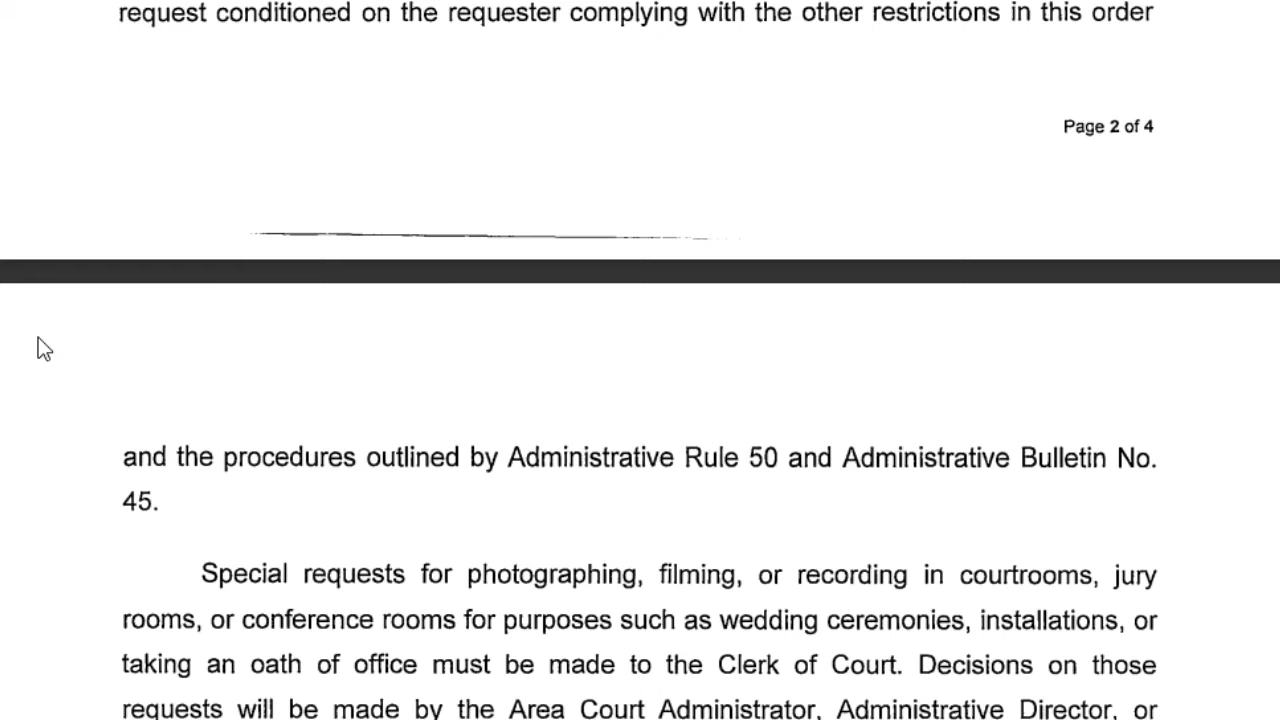 request conditioned on the requester complying with the other restrictions in this order
Page 2 of 4
and the procedures outlined by Administrative Rule 50 and Administrative Bulletin No.
45.
Special requests for photographing, filming, or recording in courtrooms, jury
rooms, or conference rooms for purposes such as wedding ceremonies, installations, or
taking an oath of office must be made to the Clerk of Court. Decisions on those
requests will be made by the Area Court Administrator, Administrative Director, or